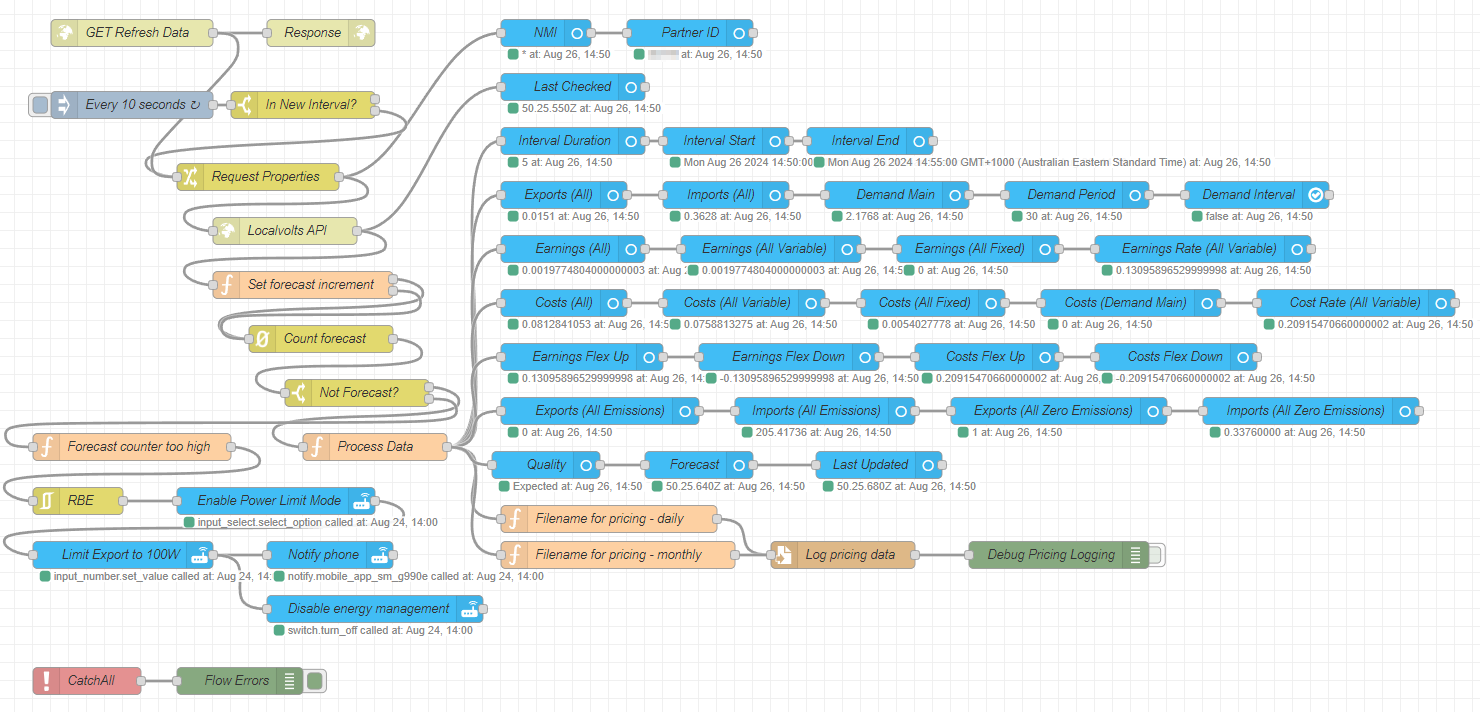 GET Refresh Data
Response
NMI
Partner ID
* at: Aug 26, 14:50
at: Aug 26, 14:50
Last Checked
50.25.550Z at: Aug 26, 14:50
Every 10 seconds ↻
In New Interval?
Interval Duration
Interval Start
Interval End
5 at: Aug 26, 14:50
Mon Aug 26 2024 14:50:00
Mon Aug 26 2024 14:55:00 GMT+1000 (Australian Eastern Standard Time) at: Aug 26, 14:50
Request Properties
Exports (All)
Imports (All)
Demand Main
Demand Period
Demand Interval
0.0151 at: Aug 26, 14:50
0.3628 at: Aug 26, 14:50
2.1768 at: Aug 26, 14:50
30 at: Aug 26, 14:50
false at: Aug 26, 14:50
Localvolts API
Earnings (All)
Earnings (All Variable)
Earnings (All Fixed)
Earnings Rate (All Variable)
0.0019774804000000003 at: Aug
0.0019774804000000003 at: Aug 26, 14:5
0 at: Aug 26, 14:50
0.13095896529999998 at: Aug 26, 14:50
Set forecast increment
Costs (All)
Costs (All Variable)
Costs (All Fixed)
Costs (Demand Main)
Cost Rate (All Variable)
0.0812841053 at: Aug 26, 14:5
0.0758813275 at: Aug 26, 14:50
0.0054027778 at: Aug 26, 14:50
0 at: Aug 26, 14:50
0.20915470660000002 at: Aug 26, 14:50
Count forecast
Earnings Flex Up
Earnings Flex Down
Costs Flex Up
Costs Flex Down
0.13095896529999998 at: Aug 26, 14:
-0.13095896529999998 at: Aug 26, 14:50
0.20915470660000002 at: Aug 26,
-0.20915470660000002 at: Aug 26, 14:50
Not Forecast?
Exports (All Emissions)
Imports (All Emissions)
Exports (All Zero Emissions)
Imports (All Zero Emissions)
0 at: Aug 26, 14:50
205.41736 at: Aug 26, 14:50
1 at: Aug 26, 14:50
0.33760000 at: Aug 26, 14:50
Forecast counter too high
Process Data
Quality
Forecast
Last Updated
Expected at: Aug 26, 14:50
50.25.640Z at: Aug 26, 14:50
50.25.680Z at: Aug 26, 14:50
RBE
Enable Power Limit Mode
input_select.select_option called at: Aug 24, 14:00
Filename for pricing - daily
Limit Export to 100W
Notify phone
Filename for pricing - monthly
Log pricing data
Debug Pricing Logging
input_number.set_value called at: Aug 24, 14:
notify.mobile_app_sm_g990e called at: Aug 24, 14:00
Disable energy management
switch.turn_off called at: Aug 24, 14:00
CatchAll
Flow Errors